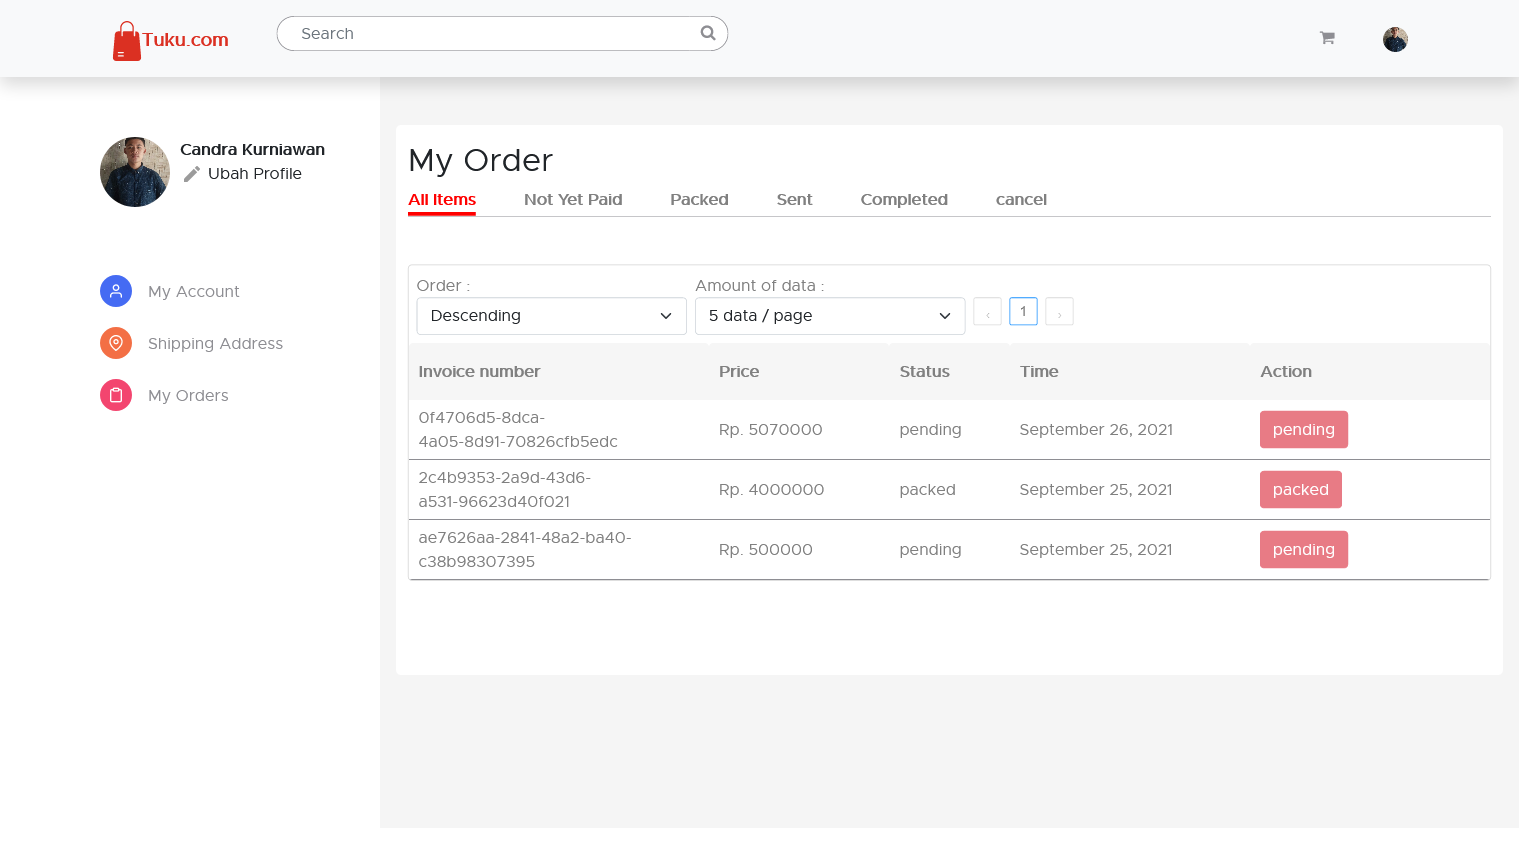 Tuku.com
Search
Candra Kurniawan
Ubah Profile
My Account
Shipping Address
My Orders
My Order
All Items Not Yet Paid Packed Sent Completed cancel
Order : Amount of data :
Descending 5 data / page ‹ 1 ›
Invoice number Price Status Time Action
0f4706d5-8dca-
4a05-8d91-70826cfb5edc Rp. 5070000 pending September 26, 2021 pending
2c4b9353-2a9d-43d6-
a531-96623d40f021 Rp. 4000000 packed September 25, 2021 packed
ae7626aa-2841-48a2-ba40-
c38b98307395 Rp. 500000 pending September 25, 2021 pending